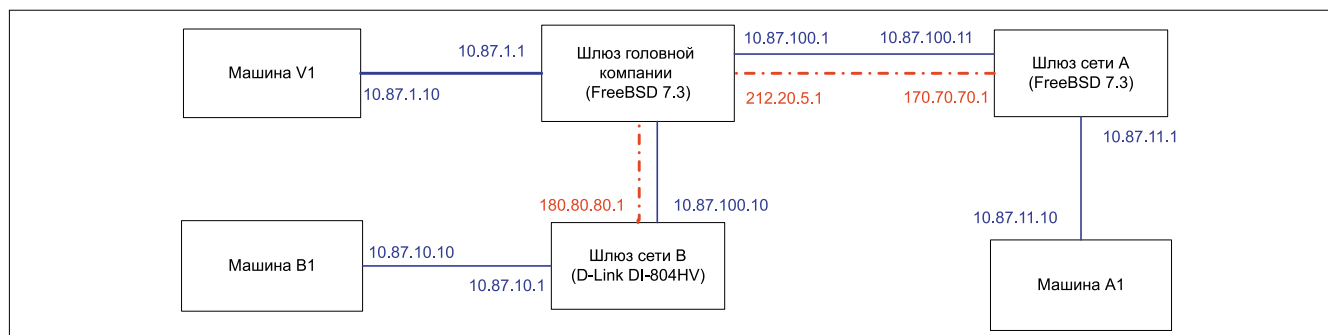 Машина V1
10.87.1.1
10.87.1.10
Шлюз головной
компании
(FreeBSD 7.3)
10.87.100.1
10.87.100.11
212.20.5.1
170.70.70.1
Шлюз сети А
(FreeBSD 7.3)
10.87.11.1
180.80.80.1
10.87.100.10
10.87.11.10
Машина В1
10.87.10.10
10.87.10.1
Шлюз сети В
(D-Link DI-804HV)
Машина А1